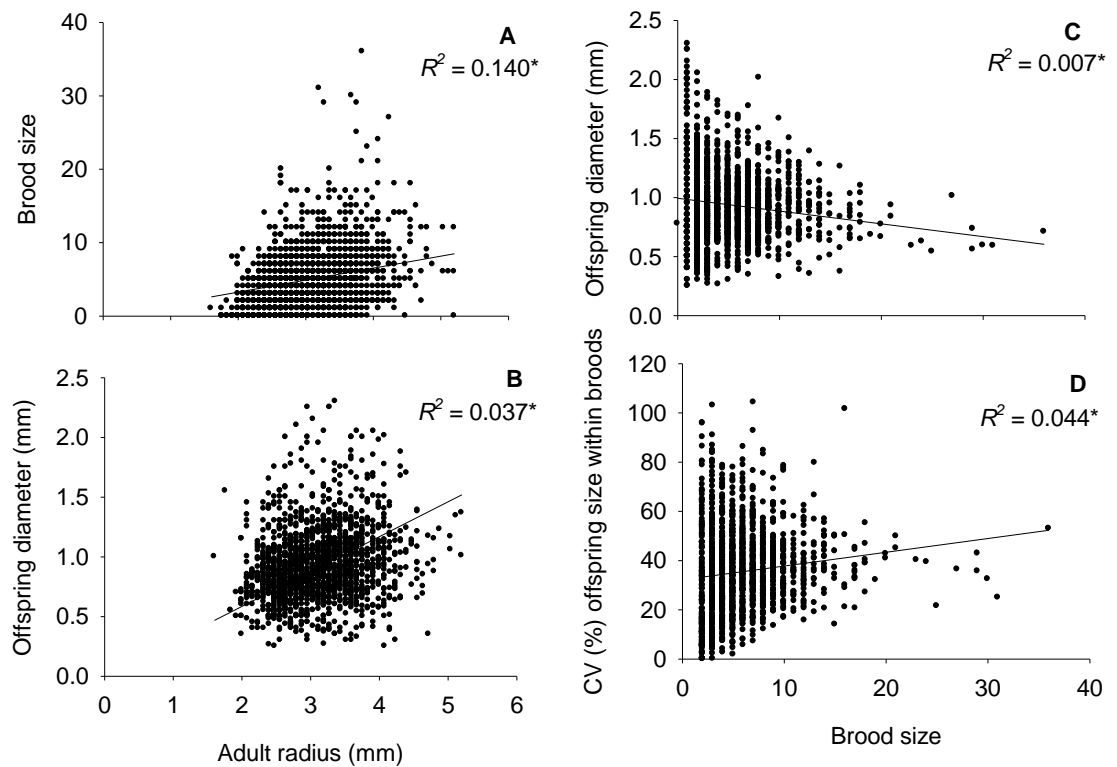 A
R² = 0.140*
Brood size
40
30
20
10
0
B
R² = 0.037*
Offspring diameter (mm)
2.5
2.0
1.5
1.0
0.5
0.0
0 1 2 3 4 5 6
Adult radius (mm)
C
R² = 0.007*
Offspring diameter (mm)
2.5
2.0
1.5
1.0
0.5
0.0
D
R² = 0.044*
CV (%) offspring size within broods
120
100
80
60
40
20
0
0 10 20 30 40
Brood size